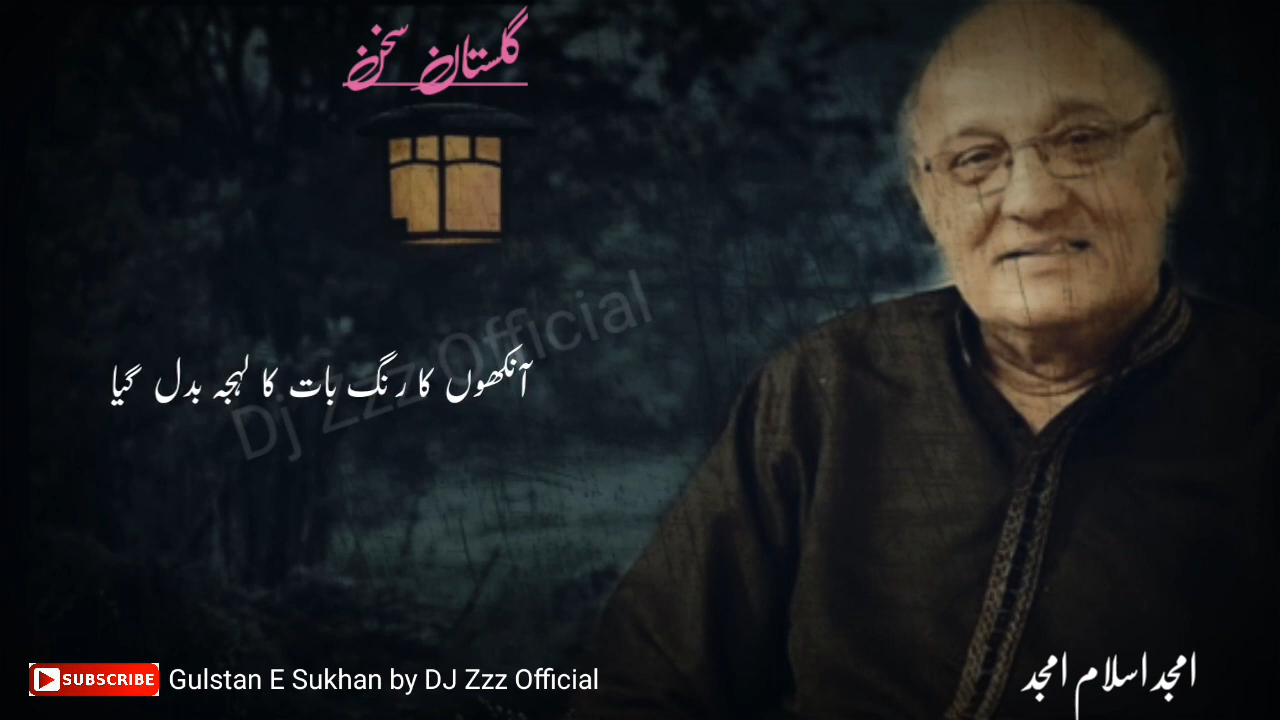 گلستان سخن
Dj Zzz Official
آنکھوں کا رنگ بات کا لہجہ بدل گیا
امجد اسلام امجد
SUBSCRIBE Gulstan E Sukhan by DJ Zzz Official